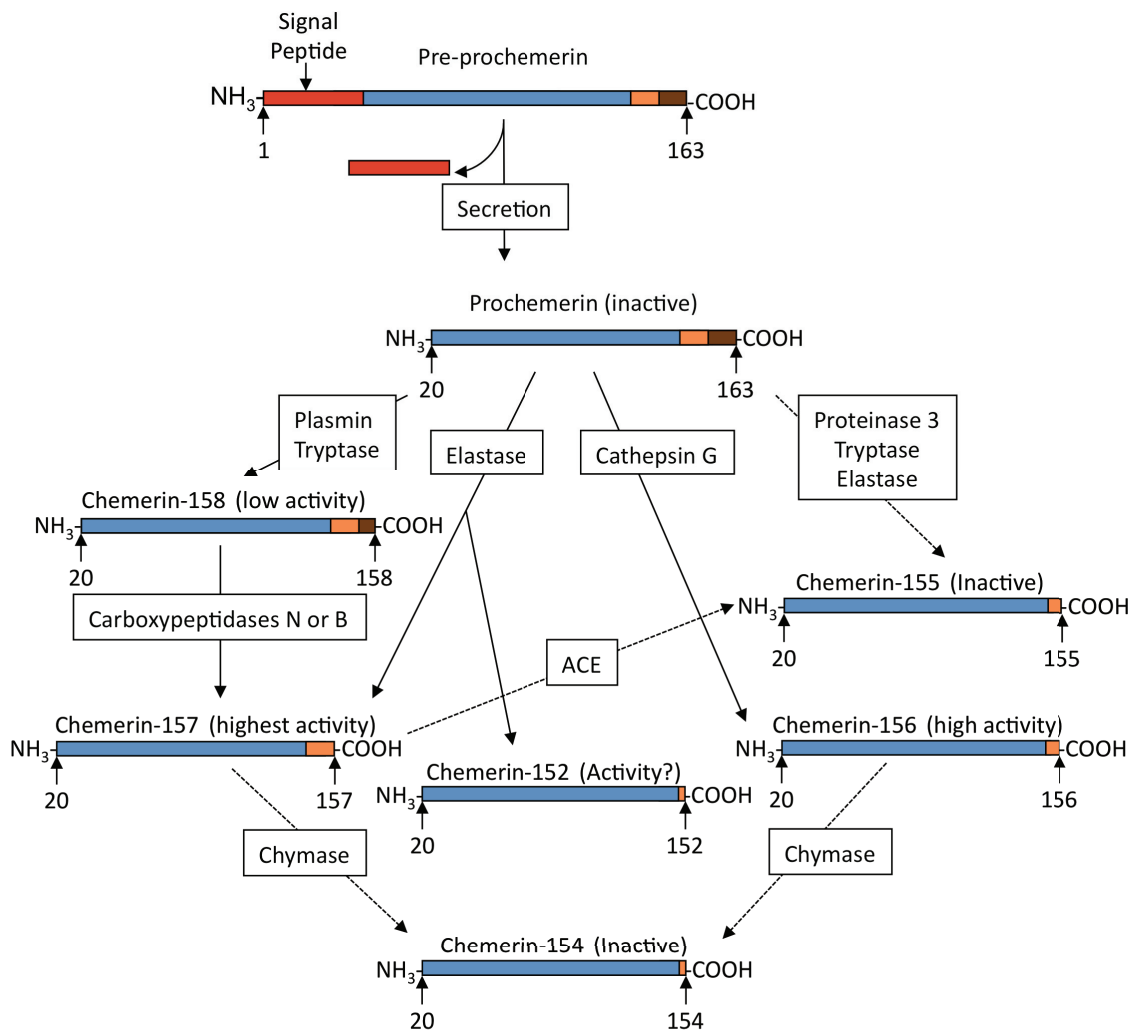 Signal
Peptide
Pre-prochemerin
NH3
COOH
1
163
Secretion
Prochemerin (inactive)
NH3
COOH
20
163
Plasmin
Tryptase
Elastase
Cathepsin G
Proteinase 3
Tryptase
Elastase
Chemerin-158 (low activity)
NH3
COOH
20
158
Chemerin-155 (Inactive)
NH3
COOH
20
155
Carboxypeptidases N or B
ACE
Chemerin-157 (highest activity)
NH3
COOH
20
157
Chemerin-156 (high activity)
NH3
COOH
20
156
Chemerin-152 (Activity?)
NH3
COOH
20
152
Chymase
Chymase
Chemerin-154 (Inactive)
NH3
COOH
20
154